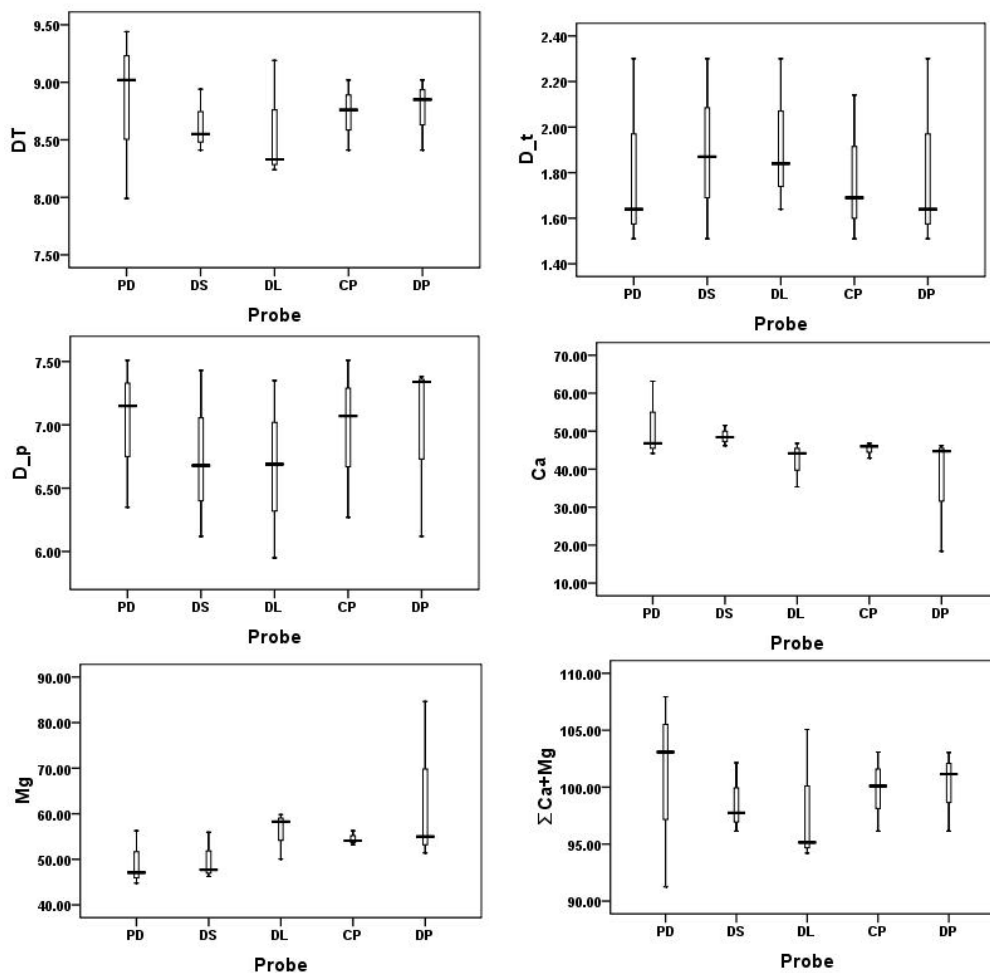 DT
9.50
9.00
8.50
8.00
7.50
PD DS DL CP DP
Probe
D_t
2.40
2.20
2.00
1.80
1.60
1.40
PD DS DL CP DP
Probe
D_p
7.50
7.00
6.50
6.00
PD DS DL CP DP
Probe
Ca
70.00
60.00
50.00
40.00
30.00
20.00
10.00
PD DS DL CP DP
Probe
Mg
90.00
80.00
70.00
60.00
50.00
40.00
PD DS DL CP DP
Probe
∑Ca+Mg
110.00
105.00
100.00
95.00
90.00
PD DS DL CP DP
Probe